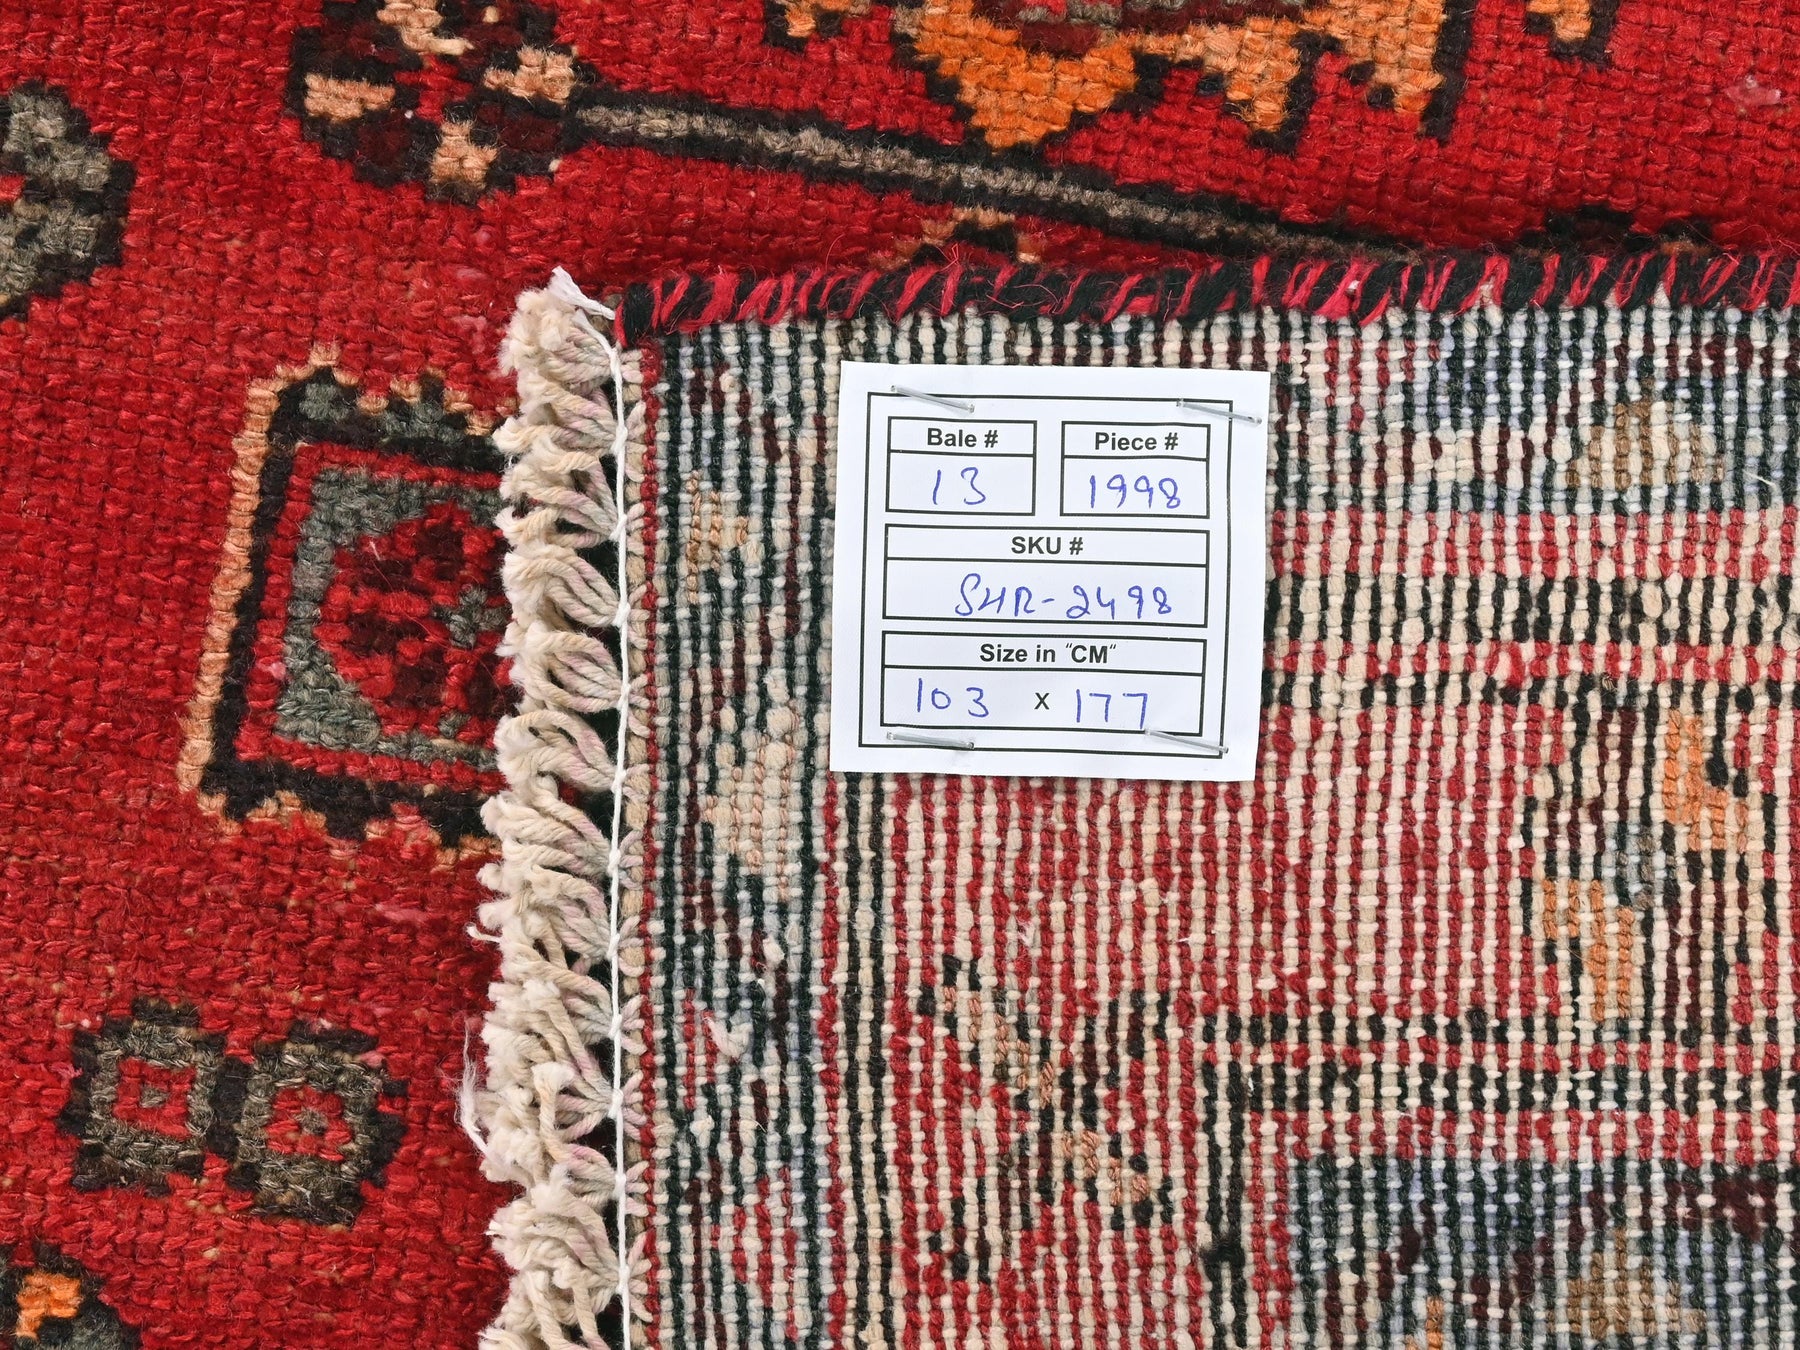 Bale # Piece #
13 1998
SKU #
SHR-2498
Size in "CM"
103 x 177